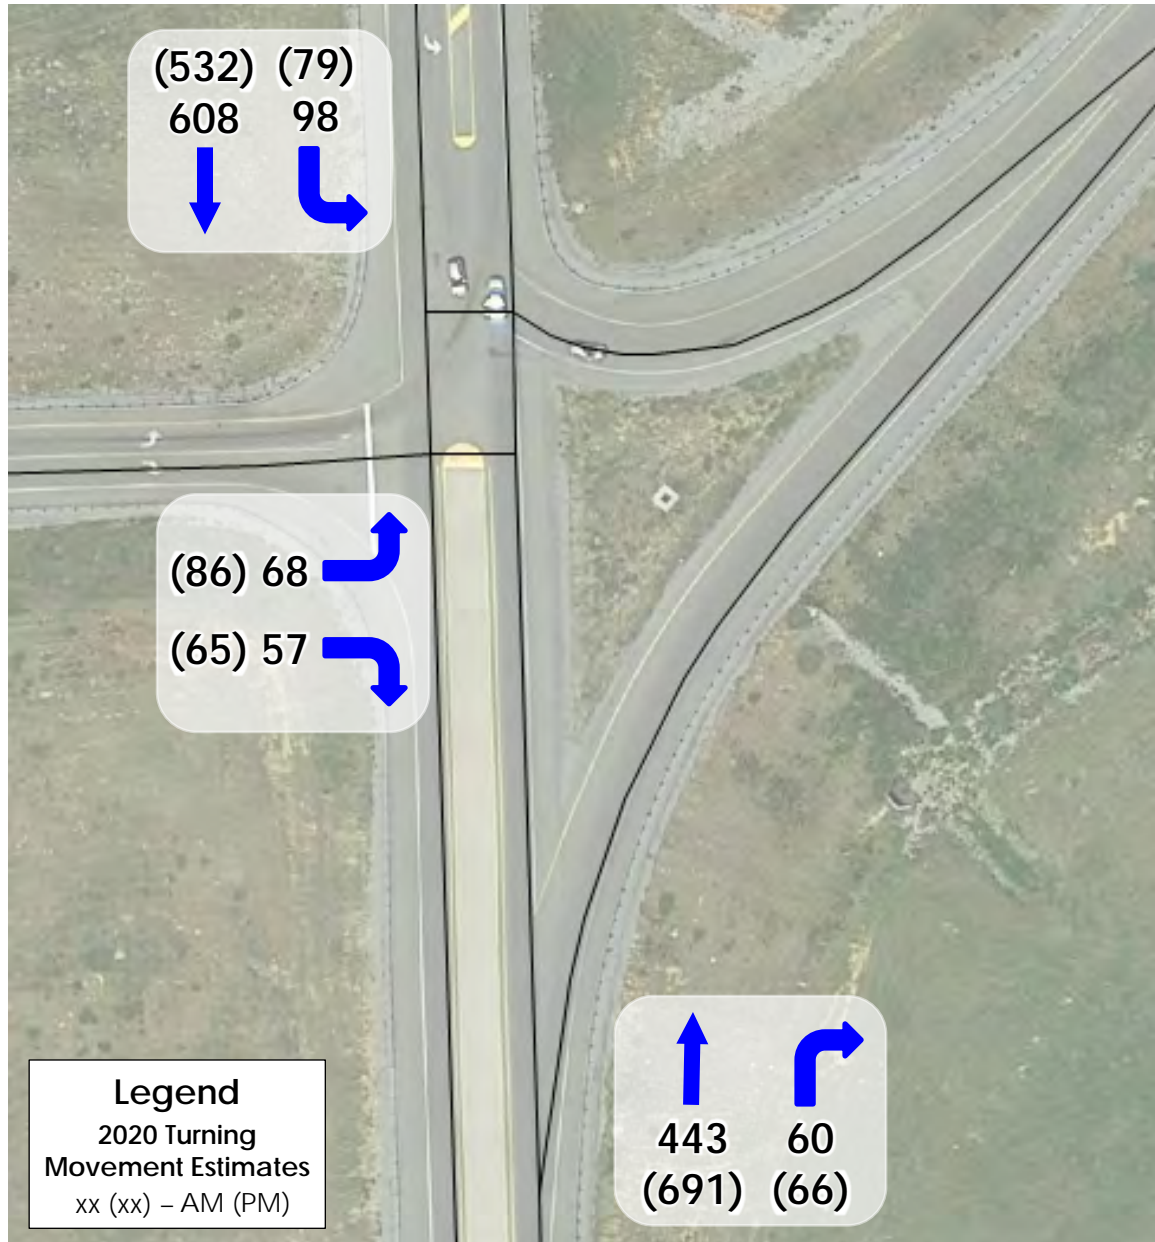 (532) (79)
608 98
(86) 68
(65) 57
443 60
(691) (66)
Legend
2020 Turning
Movement Estimates
xx (xx) – AM (PM)